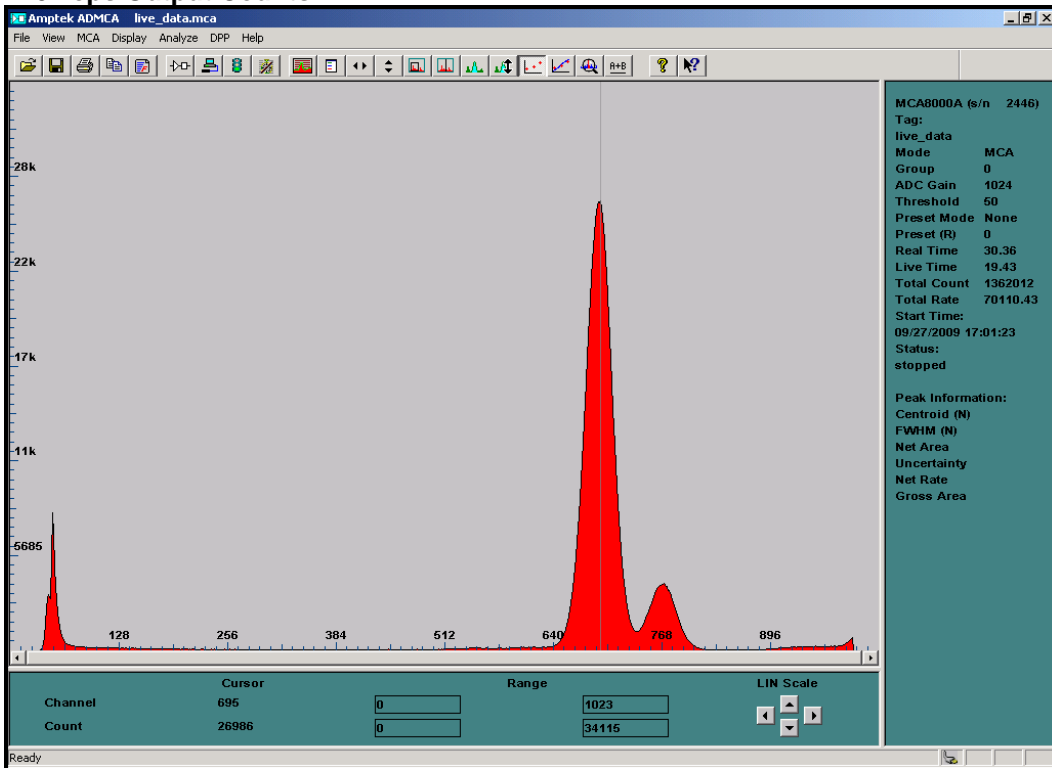 Amptek ADMCA live_data.mca
File View MCA Display Analyze DPP Help
A+B
28k
22k
17k
11k
5685
128 256 384 512 640 768 896
MCA8000A (s/n 2446)
Tag:
live_data
Mode MCA
Group 0
ADC Gain 1024
Threshold 50
Preset Mode None
Preset (R) 0
Real Time 30.36
Live Time 19.43
Total Count 1362012
Total Rate 70110.43
Start Time:
09/27/2009 17:01:23
Status:
stopped
Peak Information:
Centroid (N)
FWHM (N)
Net Area
Uncertainty
Net Rate
Gross Area
Cursor Range LIN Scale
Channel 695 0 1023
Count 26986 0 34115
Ready